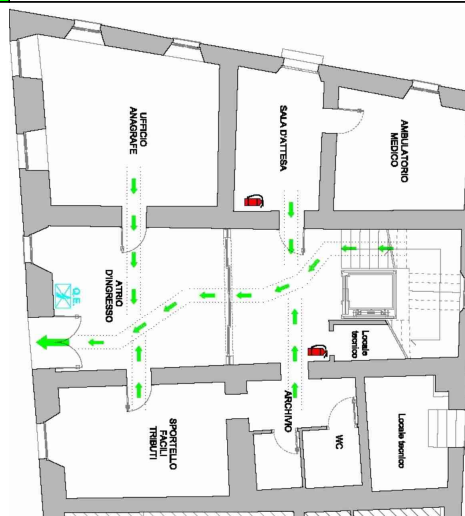 UFFICIO
ANAGRAFE
SALA D'ATTESA
AMBULATORIO
MEDICO
ATRIO
D'INGRESSO
Q.E.
Locale
tecnico
ARCHIVIO
WC
Locale tecnico
SPORTELLO
FACILI
TRIBUTI